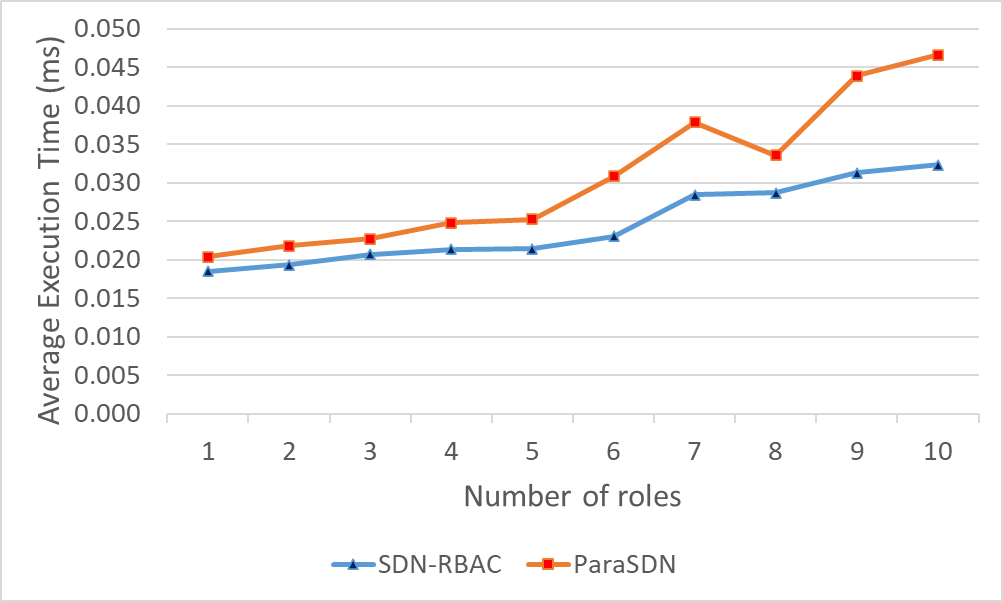 Average Execution Time (ms)
0.050
0.045
0.040
0.035
0.030
0.025
0.020
0.015
0.010
0.005
0.000
1 2 3 4 5 6 7 8 9 10
Number of roles
SDN-RBAC ParaSDN